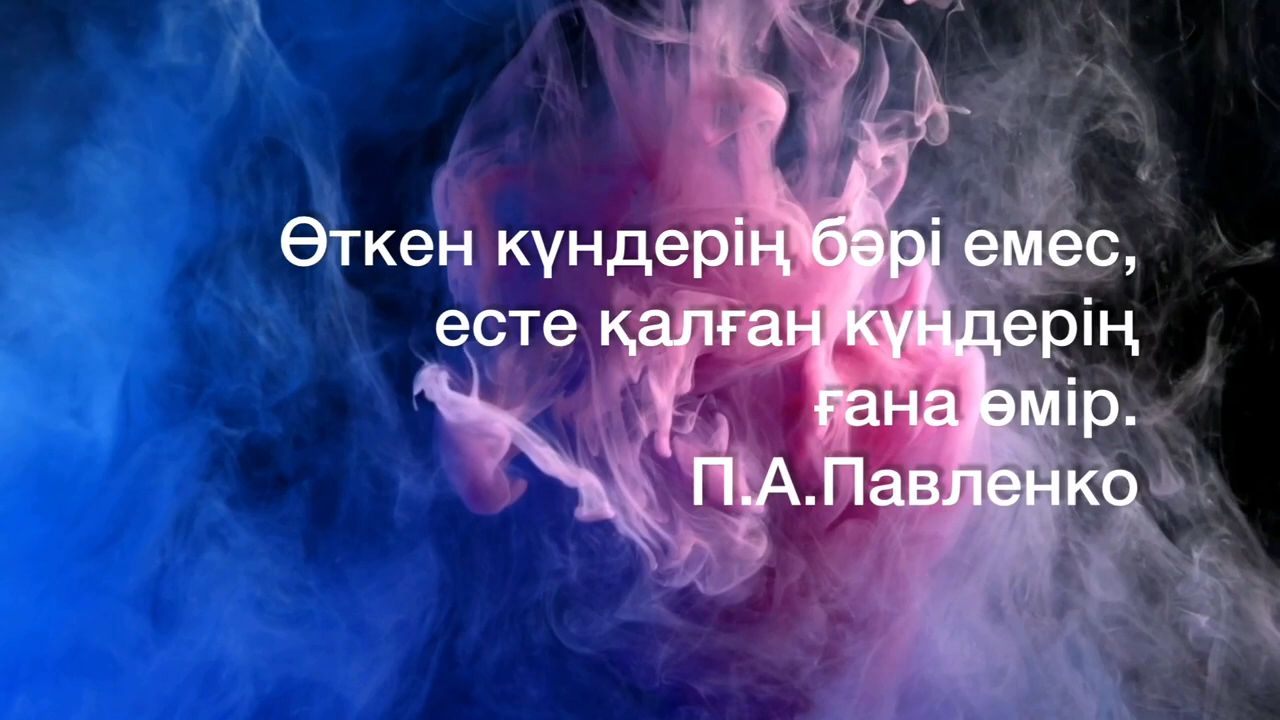 Өткен күндерің бәрі емес,
есте қалған күндерің
ғана өмір.
П.А.Павленко